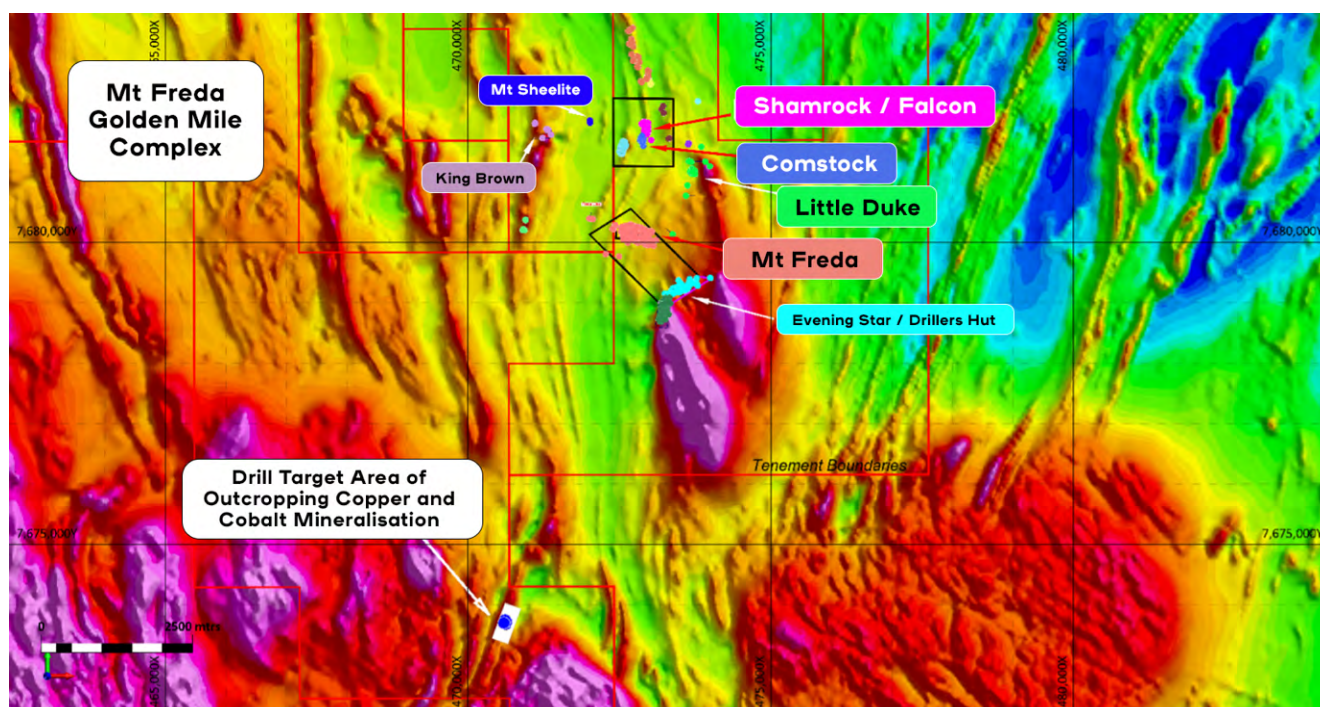 Mt Freda
Golden Mile
Complex
465,000X
470,000X
475,000X
480,000X
Mt Sheelite
Shamrock / Falcon
King Brown
Comstock
Little Duke
7,680,000Y
7,680,000Y
L
Mt Freda
Evening Star / Drillers Hut
Tenement Boundaries
Drill Target Area of
Outcropping Copper and
Cobalt Mineralisation
7,675,000Y
7,675,000Y
0
2500 mtrs
465,000X
470,000X
475,000X
480,000X